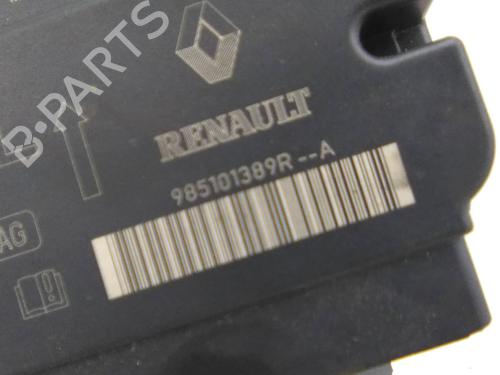 B-PARTS
RENAULT
985101389R--A
AG